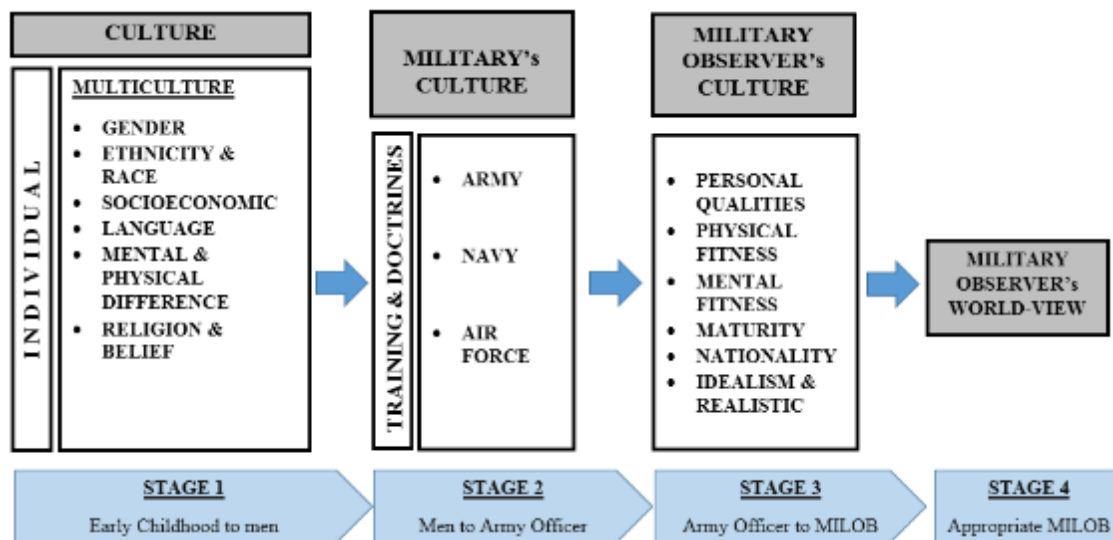 CULTURE
INDIVIDUAL
MULTICULTURE
• GENDER
• ETHNICITY &
RACE
• SOCIOECONOMIC
• LANGUAGE
• MENTAL &
PHYSICAL
DIFFERENCE
• RELIGION &
BELIEF
MILITARY's
CULTURE
TRAINING & DOCTRINES
• ARMY
• NAVY
• AIR
FORCE
MILITARY
OBSERVER's
CULTURE
• PERSONAL
QUALITIES
• PHYSICAL
FITNESS
• MENTAL
FITNESS
• MATURITY
• NATIONALITY
• IDEALISM &
REALISTIC
MILITARY
OBSERVER's
WORLD-VIEW
STAGE 1
Early Childhood to men
STAGE 2
Men to Army Officer
STAGE 3
Army Officer to MILOB
STAGE 4
Appropriate MILOB